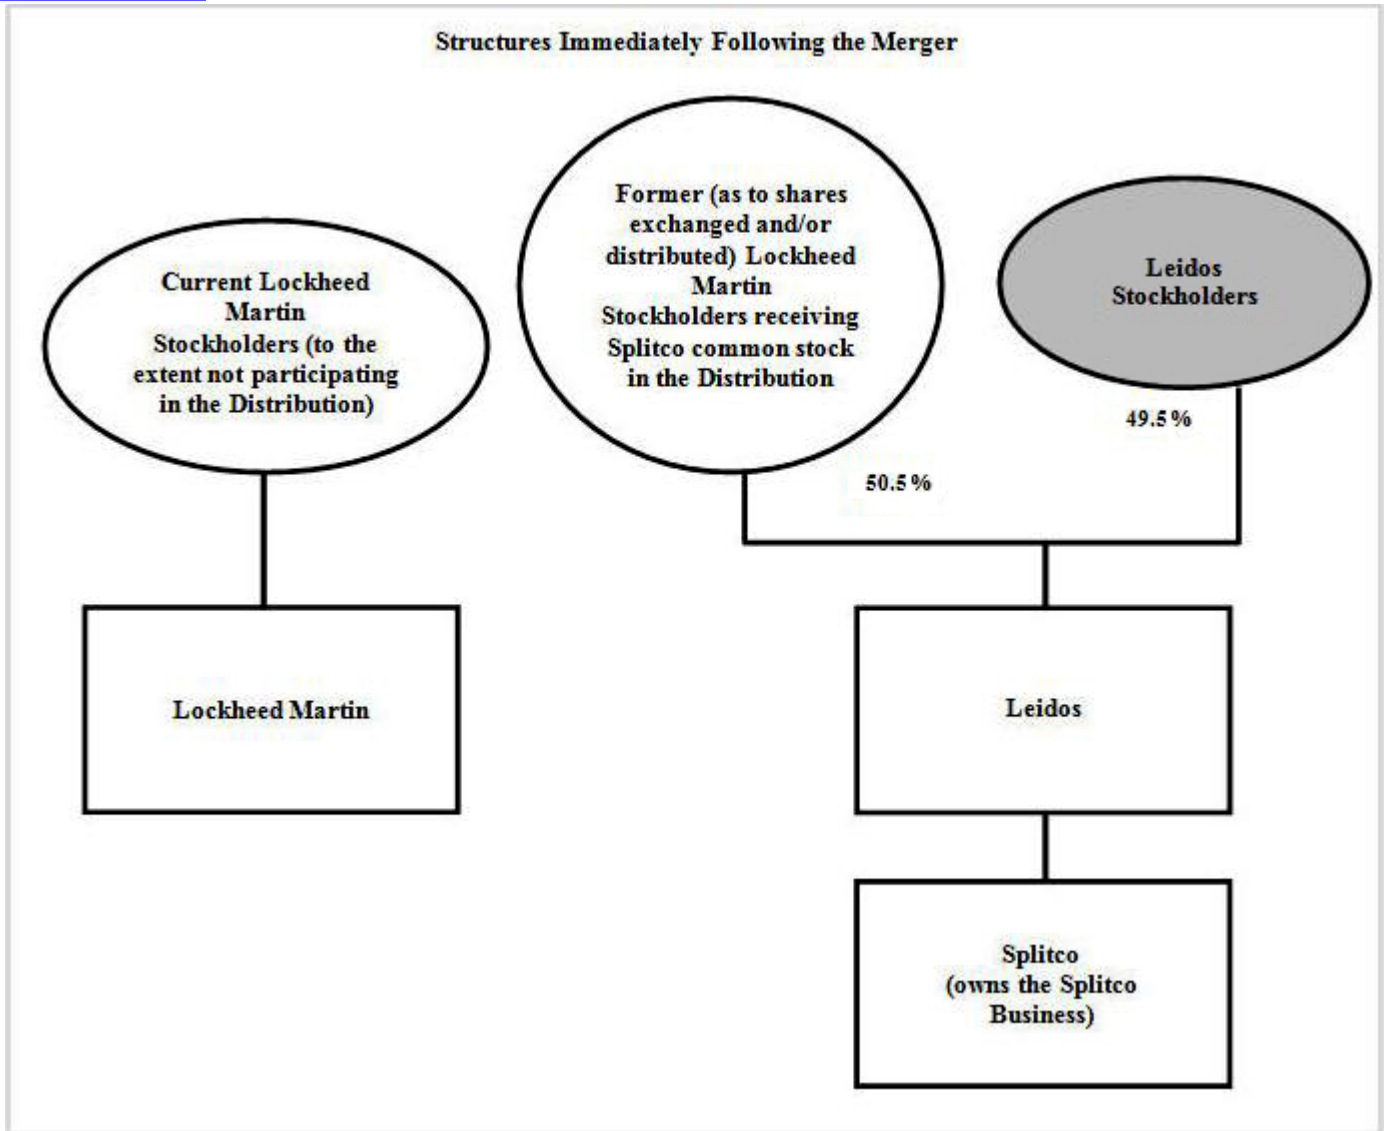 Structures Immediately Following the Merger
Former (as to shares
exchanged and/or
distributed) Lockheed
Martin
Stockholders receiving
Splitco common stock
in the Distribution
Leidos
Stockholders
Current Lockheed
Martin
Stockholders (to the
extent not participating
in the Distribution)
49.5%
50.5%
Lockheed Martin
Leidos
Splitco
(owns the Splitco
Business)